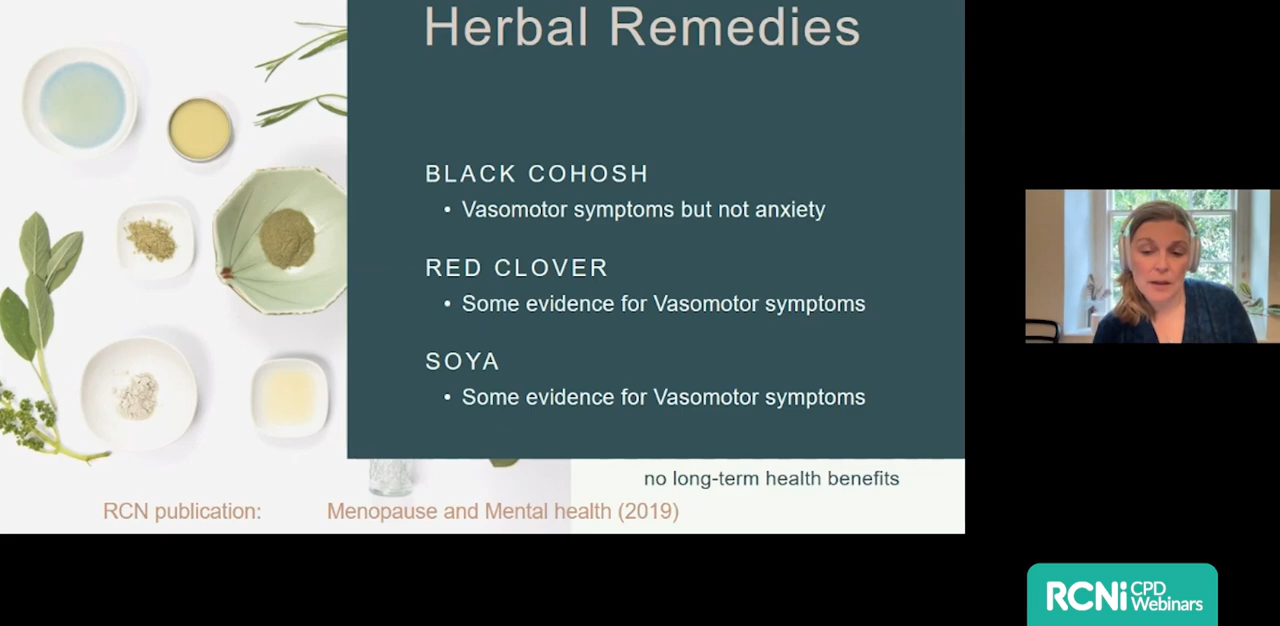 Herbal Remedies
BLACK COHOSH
• Vasomotor symptoms but not anxiety
RED CLOVER
• Some evidence for Vasomotor symptoms
SOYA
• Some evidence for Vasomotor symptoms
no long-term health benefits
RCN publication: Menopause and Mental health (2019)
RCNi CPD
Webinars